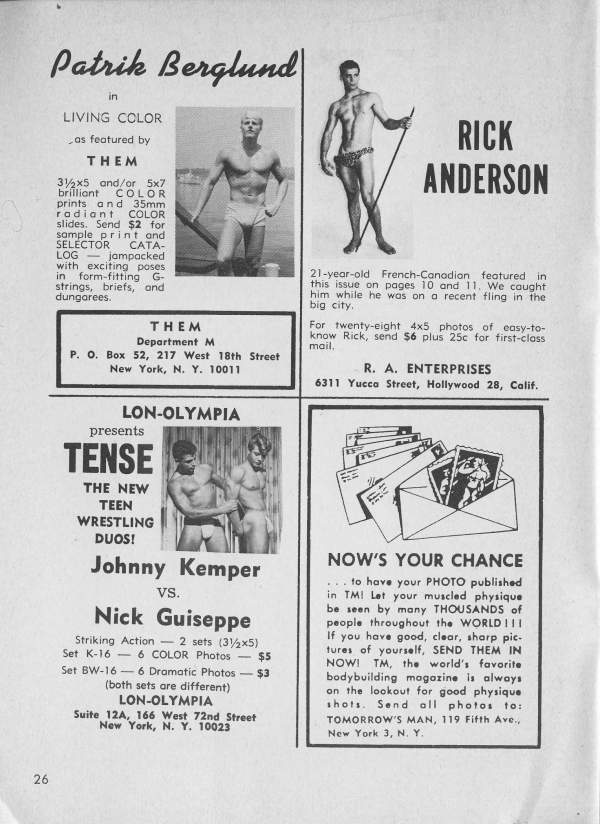 Patrik Berglund
in
LIVING COLOR
as featured by
THEM
3½x5 and/or 5x7
brilliant COLOR
prints and 35mm
radiant COLOR
slides. Send $2 for
sample print and
SELECTOR CATA-
LOG — jampacked
with exciting poses
in form-fitting G-
strings, briefs, and
dungarees.
THEM
Department M
P. O. Box 52, 217 West 18th Street
New York, N. Y. 10011
RICK
ANDERSON
21-year-old French-Canadian featured in
this issue on pages 10 and 11. We caught
him while he was on a recent fling in the
big city.
For twenty-eight 4x5 photos of easy-to-
know Rick, send $6 plus 25c for first-class
mail.
R. A. ENTERPRISES
6311 Yucca Street, Hollywood 28, Calif.
LON-OLYMPIA
presents
TENSE
THE NEW
TEEN
WRESTLING
DUOS!
Johnny Kemper
VS.
Nick Guiseppe
Striking Action — 2 sets (3½x5)
Set K-16 — 6 COLOR Photos — $5
Set BW-16 — 6 Dramatic Photos — $3
(both sets are different)
LON-OLYMPIA
Suite 12A, 166 West 72nd Street
New York, N. Y. 10023
NOW'S YOUR CHANCE
. . . to have your PHOTO published
in TM! Let your muscled physique
be seen by many THOUSANDS of
people throughout the WORLD!!!
If you have good, clear, sharp pic-
tures of yourself, SEND THEM IN
NOW! TM, the world's favorite
bodybuilding magazine is always
on the lookout for good physique
shots. Send all photos to:
TOMORROW'S MAN, 119 Fifth Ave.,
New York 3, N. Y.
26